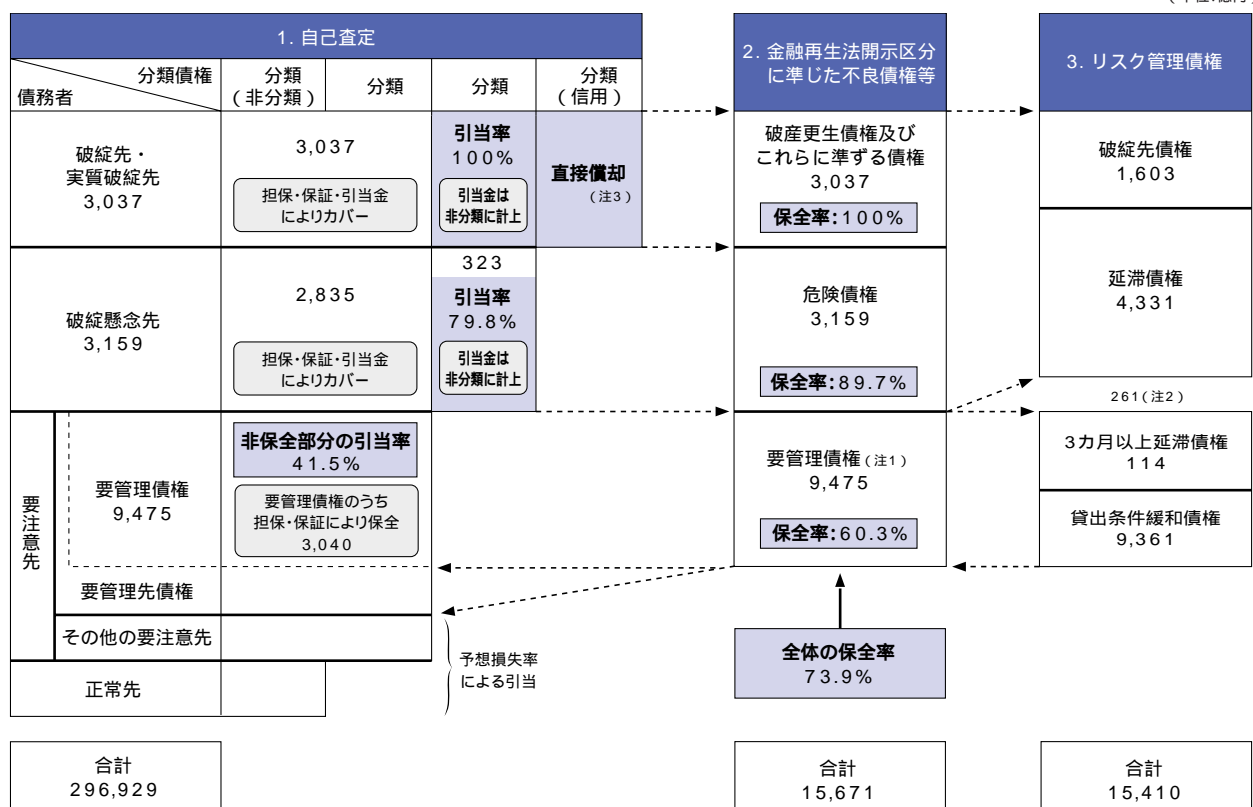 1. 自己査定
分類債権
債務者
分類
(非分類)
分類
分類
分類
(信用)
破綻先・
実質破綻先
3,037
3,037
担保・保証・引当金
によりカバー
引当率
100%
引当金は
非分類に計上
直接償却
(注3)
破綻懸念先
3,159
2,835
担保・保証・引当金
によりカバー
323
引当率
79.8%
引当金は
非分類に計上
要注意先
要管理債権
9,475
非保全部分の引当率
41.5%
要管理債権のうち
担保・保証により保全
3,040
要管理先債権
その他の要注意先
正常先
予想損失率
による引当
合計
296,929
2. 金融再生法開示区分
に準じた不良債権等
破産更生債権及び
これらに準ずる債権
3,037
保全率:100%
危険債権
3,159
保全率:89.7%
要管理債権(注1)
9,475
保全率:60.3%
全体の保全率
73.9%
合計
15,671
3. リスク管理債権
破綻先債権
1,603
延滞債権
4,331
261(注2)
3カ月以上延滞債権
114
貸出条件緩和債権
9,361
合計
15,410